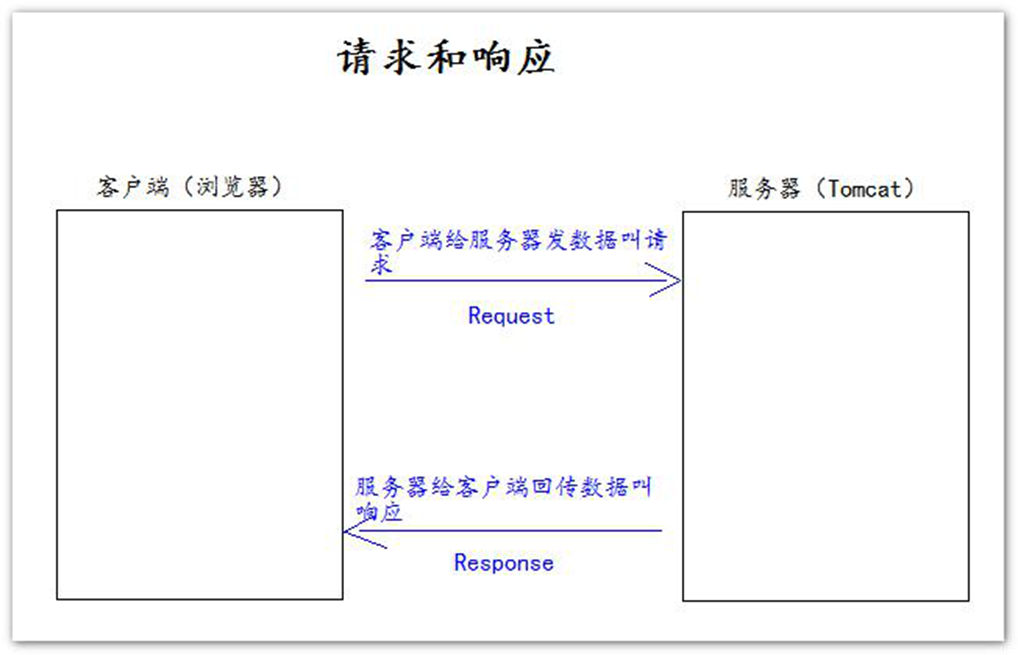 请求和响应
客户端（浏览器）
服务器（Tomcat）
客户端给服务器发数据叫请
求
Request
服务器给客户端回传数据叫
响应
Response